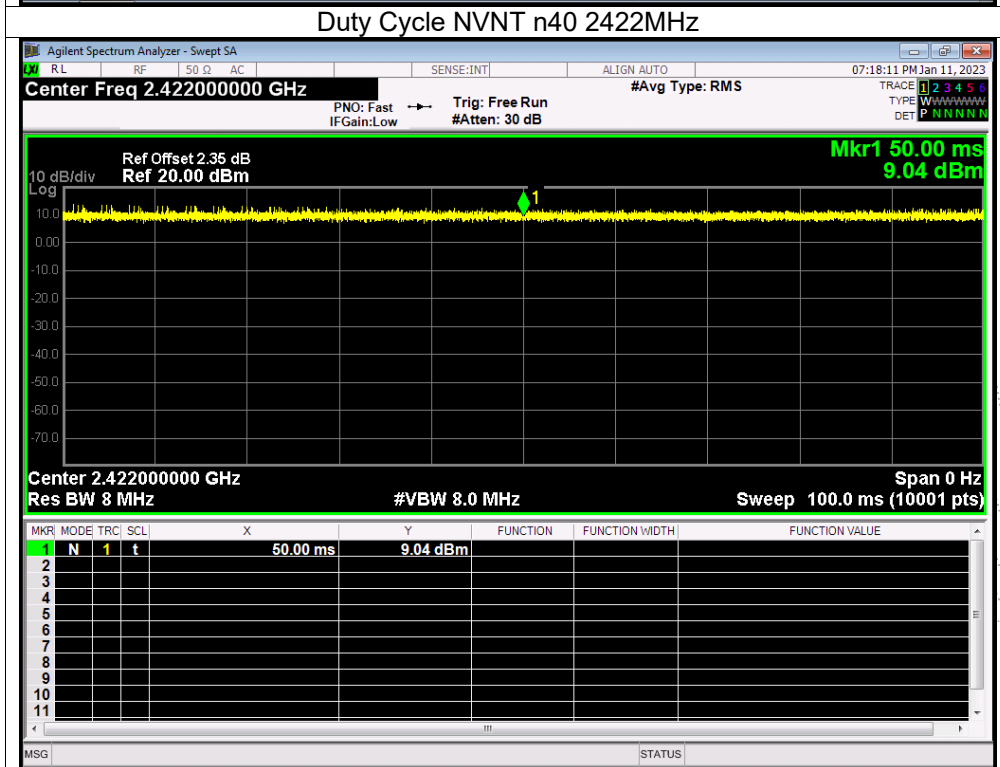 Duty Cycle NVNT n40 2422MHz
Agilent Spectrum Analyzer - Swept SA
LXI RL RF 50 Ω AC SENSE:INT ALIGN AUTO 07:18:11 PM Jan 11, 2023
Center Freq 2.422000000 GHz
PNO: Fast
IFGain:Low
Trig: Free Run
#Atten: 30 dB
#Avg Type: RMS
TRACE 1 2 3 4 5 6
TYPE WWWWWW
DET P N N N N N
Mkr1 50.00 ms
9.04 dBm
Ref Offset 2.35 dB
10 dB/div Ref 20.00 dBm
Log
1
10.0
0.00
-10.0
-20.0
-30.0
-40.0
-50.0
-60.0
-70.0
Center 2.422000000 GHz Span 0 Hz
Res BW 8 MHz #VBW 8.0 MHz Sweep 100.0 ms (10001 pts)
MKR MODE TRC SCL X Y FUNCTION FUNCTION WIDTH FUNCTION VALUE
1 N 1 t 50.00 ms 9.04 dBm
2
3
4
5
6
7
8
9
10
11
MSG STATUS